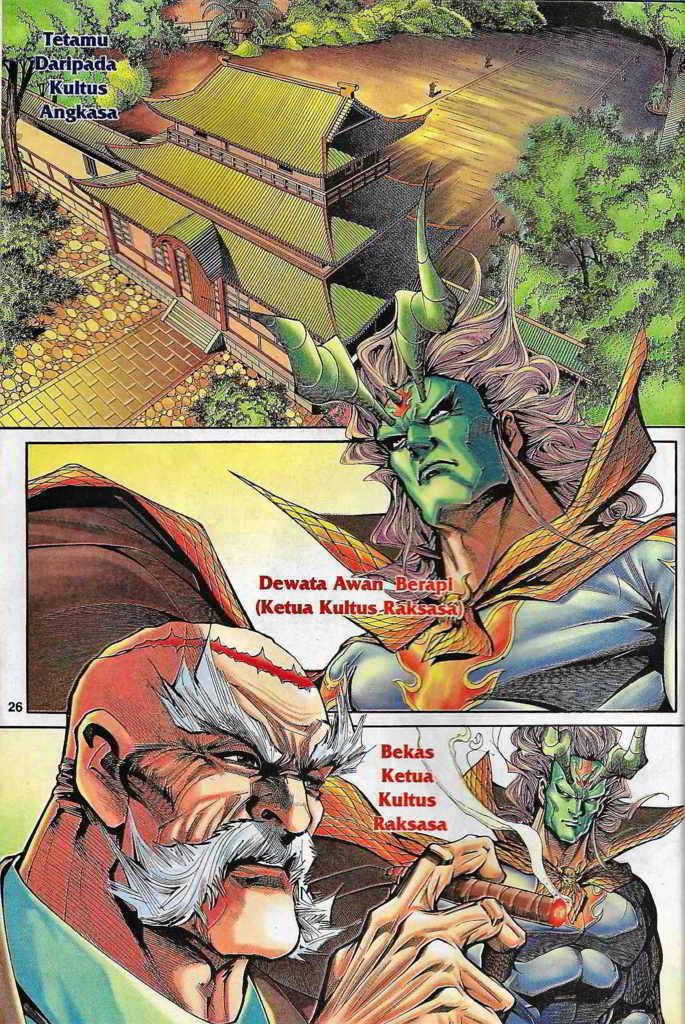 Tetamu
Daripada
Kultus
Angkasa
Dewata Awan Berapi
(Ketua Kultus Raksasa)
26
Bekas
Ketua
Kultus
Raksasa